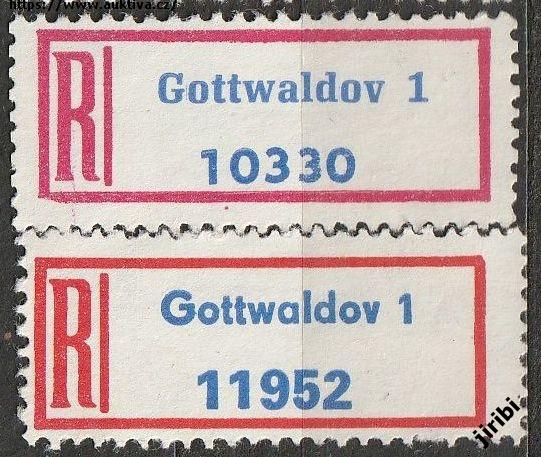 https://www.auktiva.cz/
R
Gottwaldov 1
10330
R
Gottwaldov 1
11952
jiribi